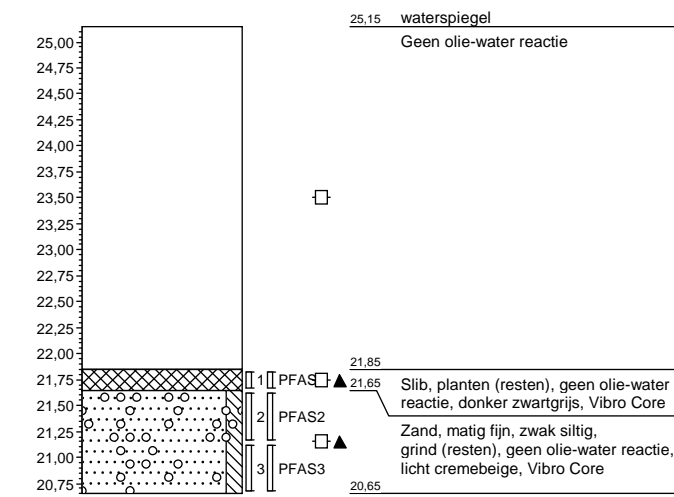 25,15 waterspiegel
Geen olie-water reactie
25,00
24,75
24,50
24,25
24,00
23,75
23,50
23,25
23,00
22,75
22,50
22,25
22,00
21,85
21,75 1 PFAS
21,65 Slib, planten (resten), geen olie-water
reactie, donker zwartgrijs, Vibro Core
21,50
2 PFAS2
21,25
Zand, matig fijn, zwak siltig,
grind (resten), geen olie-water reactie,
licht cremebeige, Vibro Core
21,00
3 PFAS3
20,75
20,65